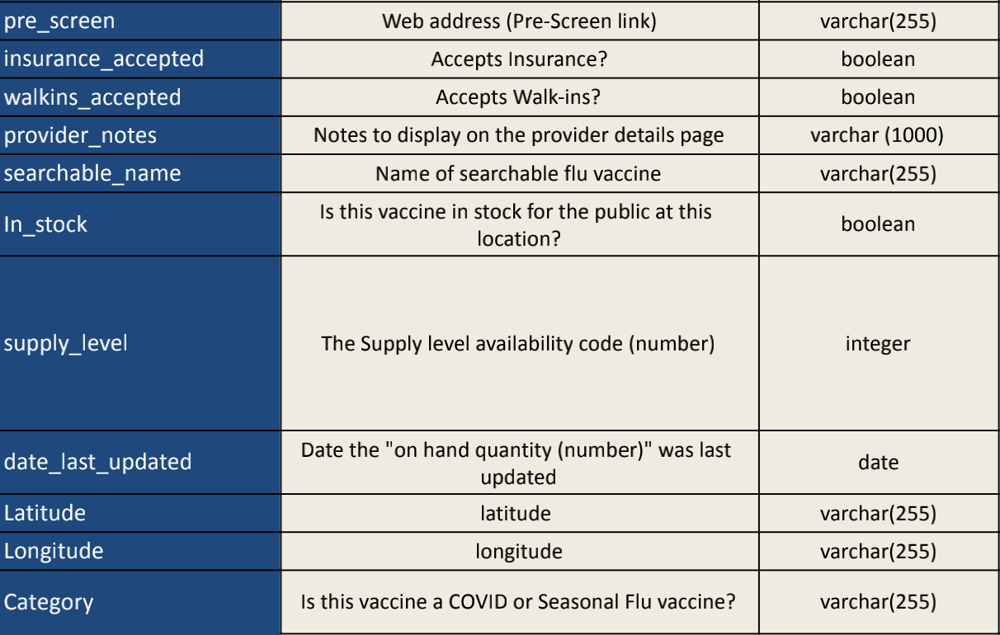 pre_screen Web address (Pre-Screen link) varchar(255)
insurance_accepted Accepts Insurance? boolean
walkins_accepted Accepts Walk-ins? boolean
provider_notes Notes to display on the provider details page varchar (1000)
searchable_name Name of searchable flu vaccine varchar(255)
In_stock Is this vaccine in stock for the public at this
location? boolean
supply_level The Supply level availability code (number) integer
date_last_updated Date the "on hand quantity (number)" was last
updated date
Latitude latitude varchar(255)
Longitude longitude varchar(255)
Category Is this vaccine a COVID or Seasonal Flu vaccine? varchar(255)